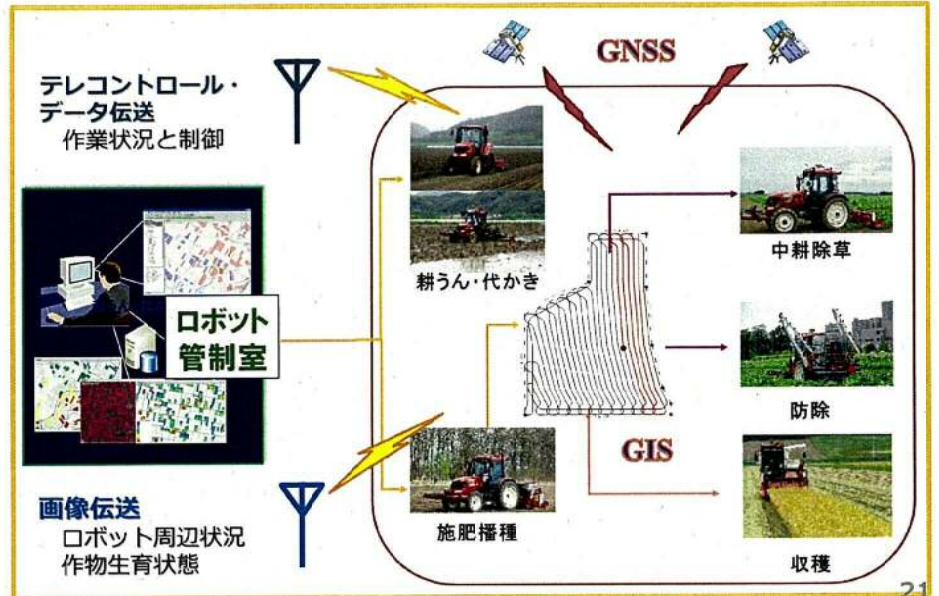 GNSS
テレコントロール・
データ伝送
作業状況と制御
耕うん・代かき
中耕除草
ロボット
管制室
防除
GIS
施肥播種
画像伝送
ロボット周辺状況
作物生育状態
収穫
21